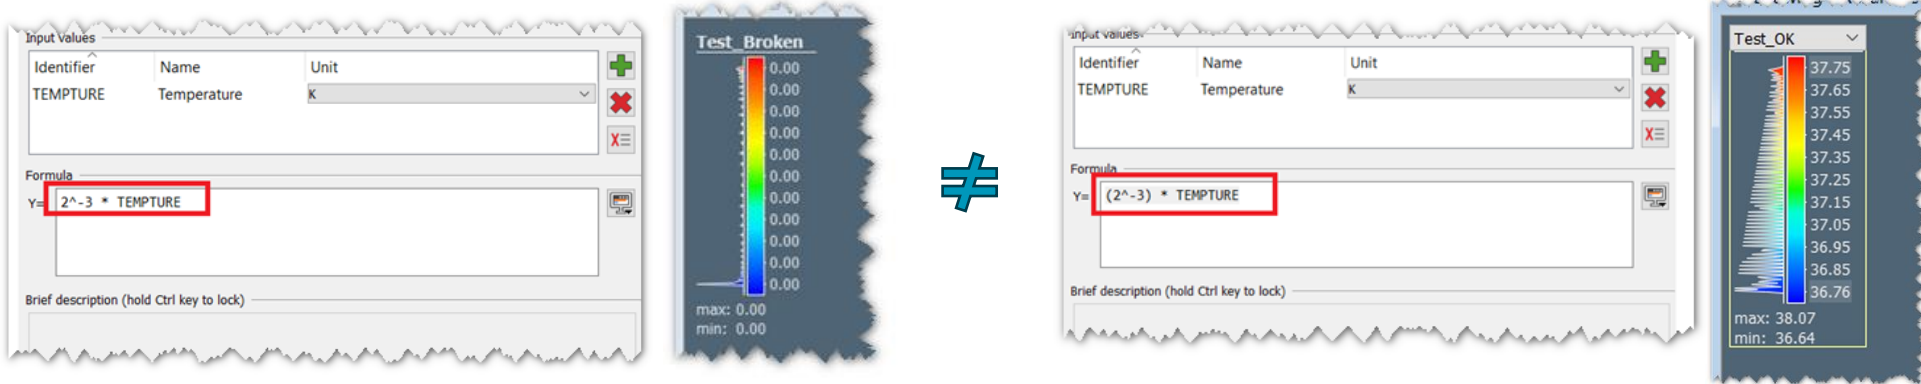 Input values
Identifier Name Unit
TEMPTURE Temperature K
X=
Formula
Y= 2^-3 * TEMPTURE
Brief description (hold Ctrl key to lock)
Test_Broken
0.00
0.00
0.00
0.00
0.00
0.00
0.00
0.00
0.00
0.00
0.00
max: 0.00
min: 0.00
≠
Input values
Identifier Name Unit
TEMPTURE Temperature K
X=
Formula
Y= (2^-3) * TEMPTURE
Brief description (hold Ctrl key to lock)
Test_OK
37.75
37.65
37.55
37.45
37.35
37.25
37.15
37.05
36.95
36.85
36.76
max: 38.07
min: 36.64